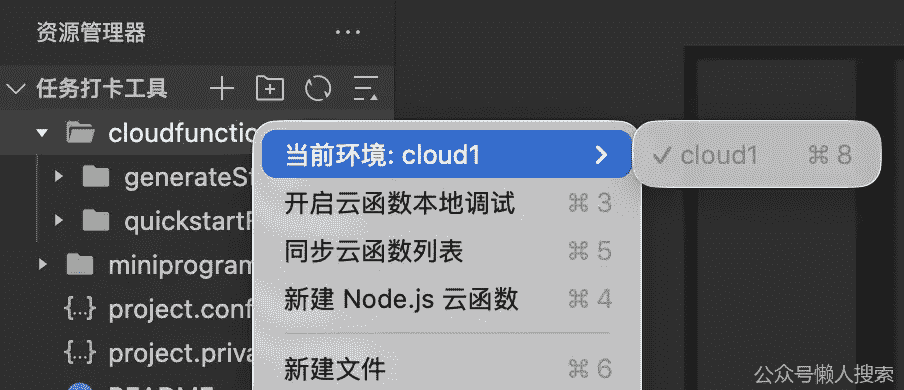 资源管理器 ···
任务打卡工具
cloudfunctio
当前环境: cloud1
cloud1 ⌘ 8
generateS
开启云函数本地调试 ⌘ 3
quickstartF
同步云函数列表 ⌘ 5
miniprogram
新建 Node.js 云函数 ⌘ 4
{..} project.conf
{..} project.priva
新建文件 ⌘ 6
README
公众号懒人搜索